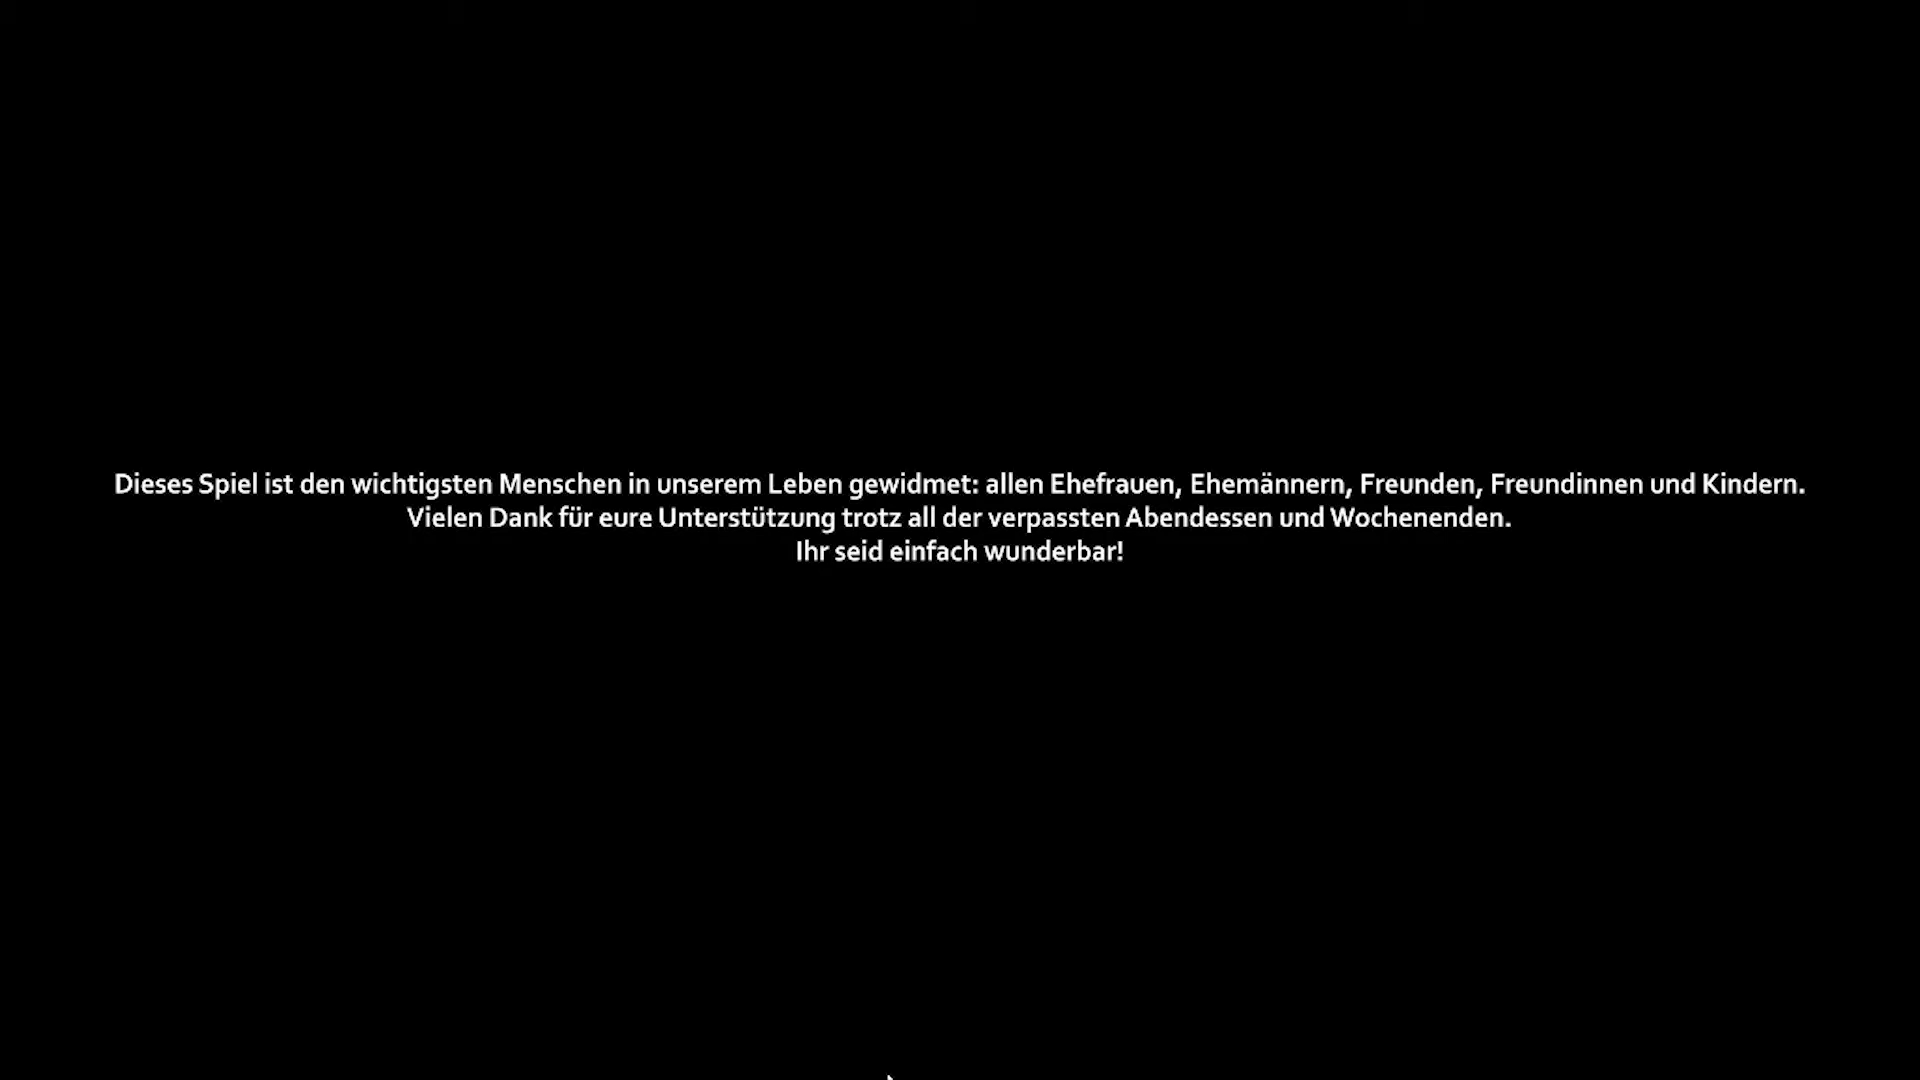 Dieses Spiel ist den wichtigsten Menschen in unserem Leben gewidmet: allen Ehefrauen, Ehemännern, Freunden, Freundinnen und Kindern.
Vielen Dank für eure Unterstützung trotz all der verpassten Abendessen und Wochenenden.
Ihr seid einfach wunderbar!